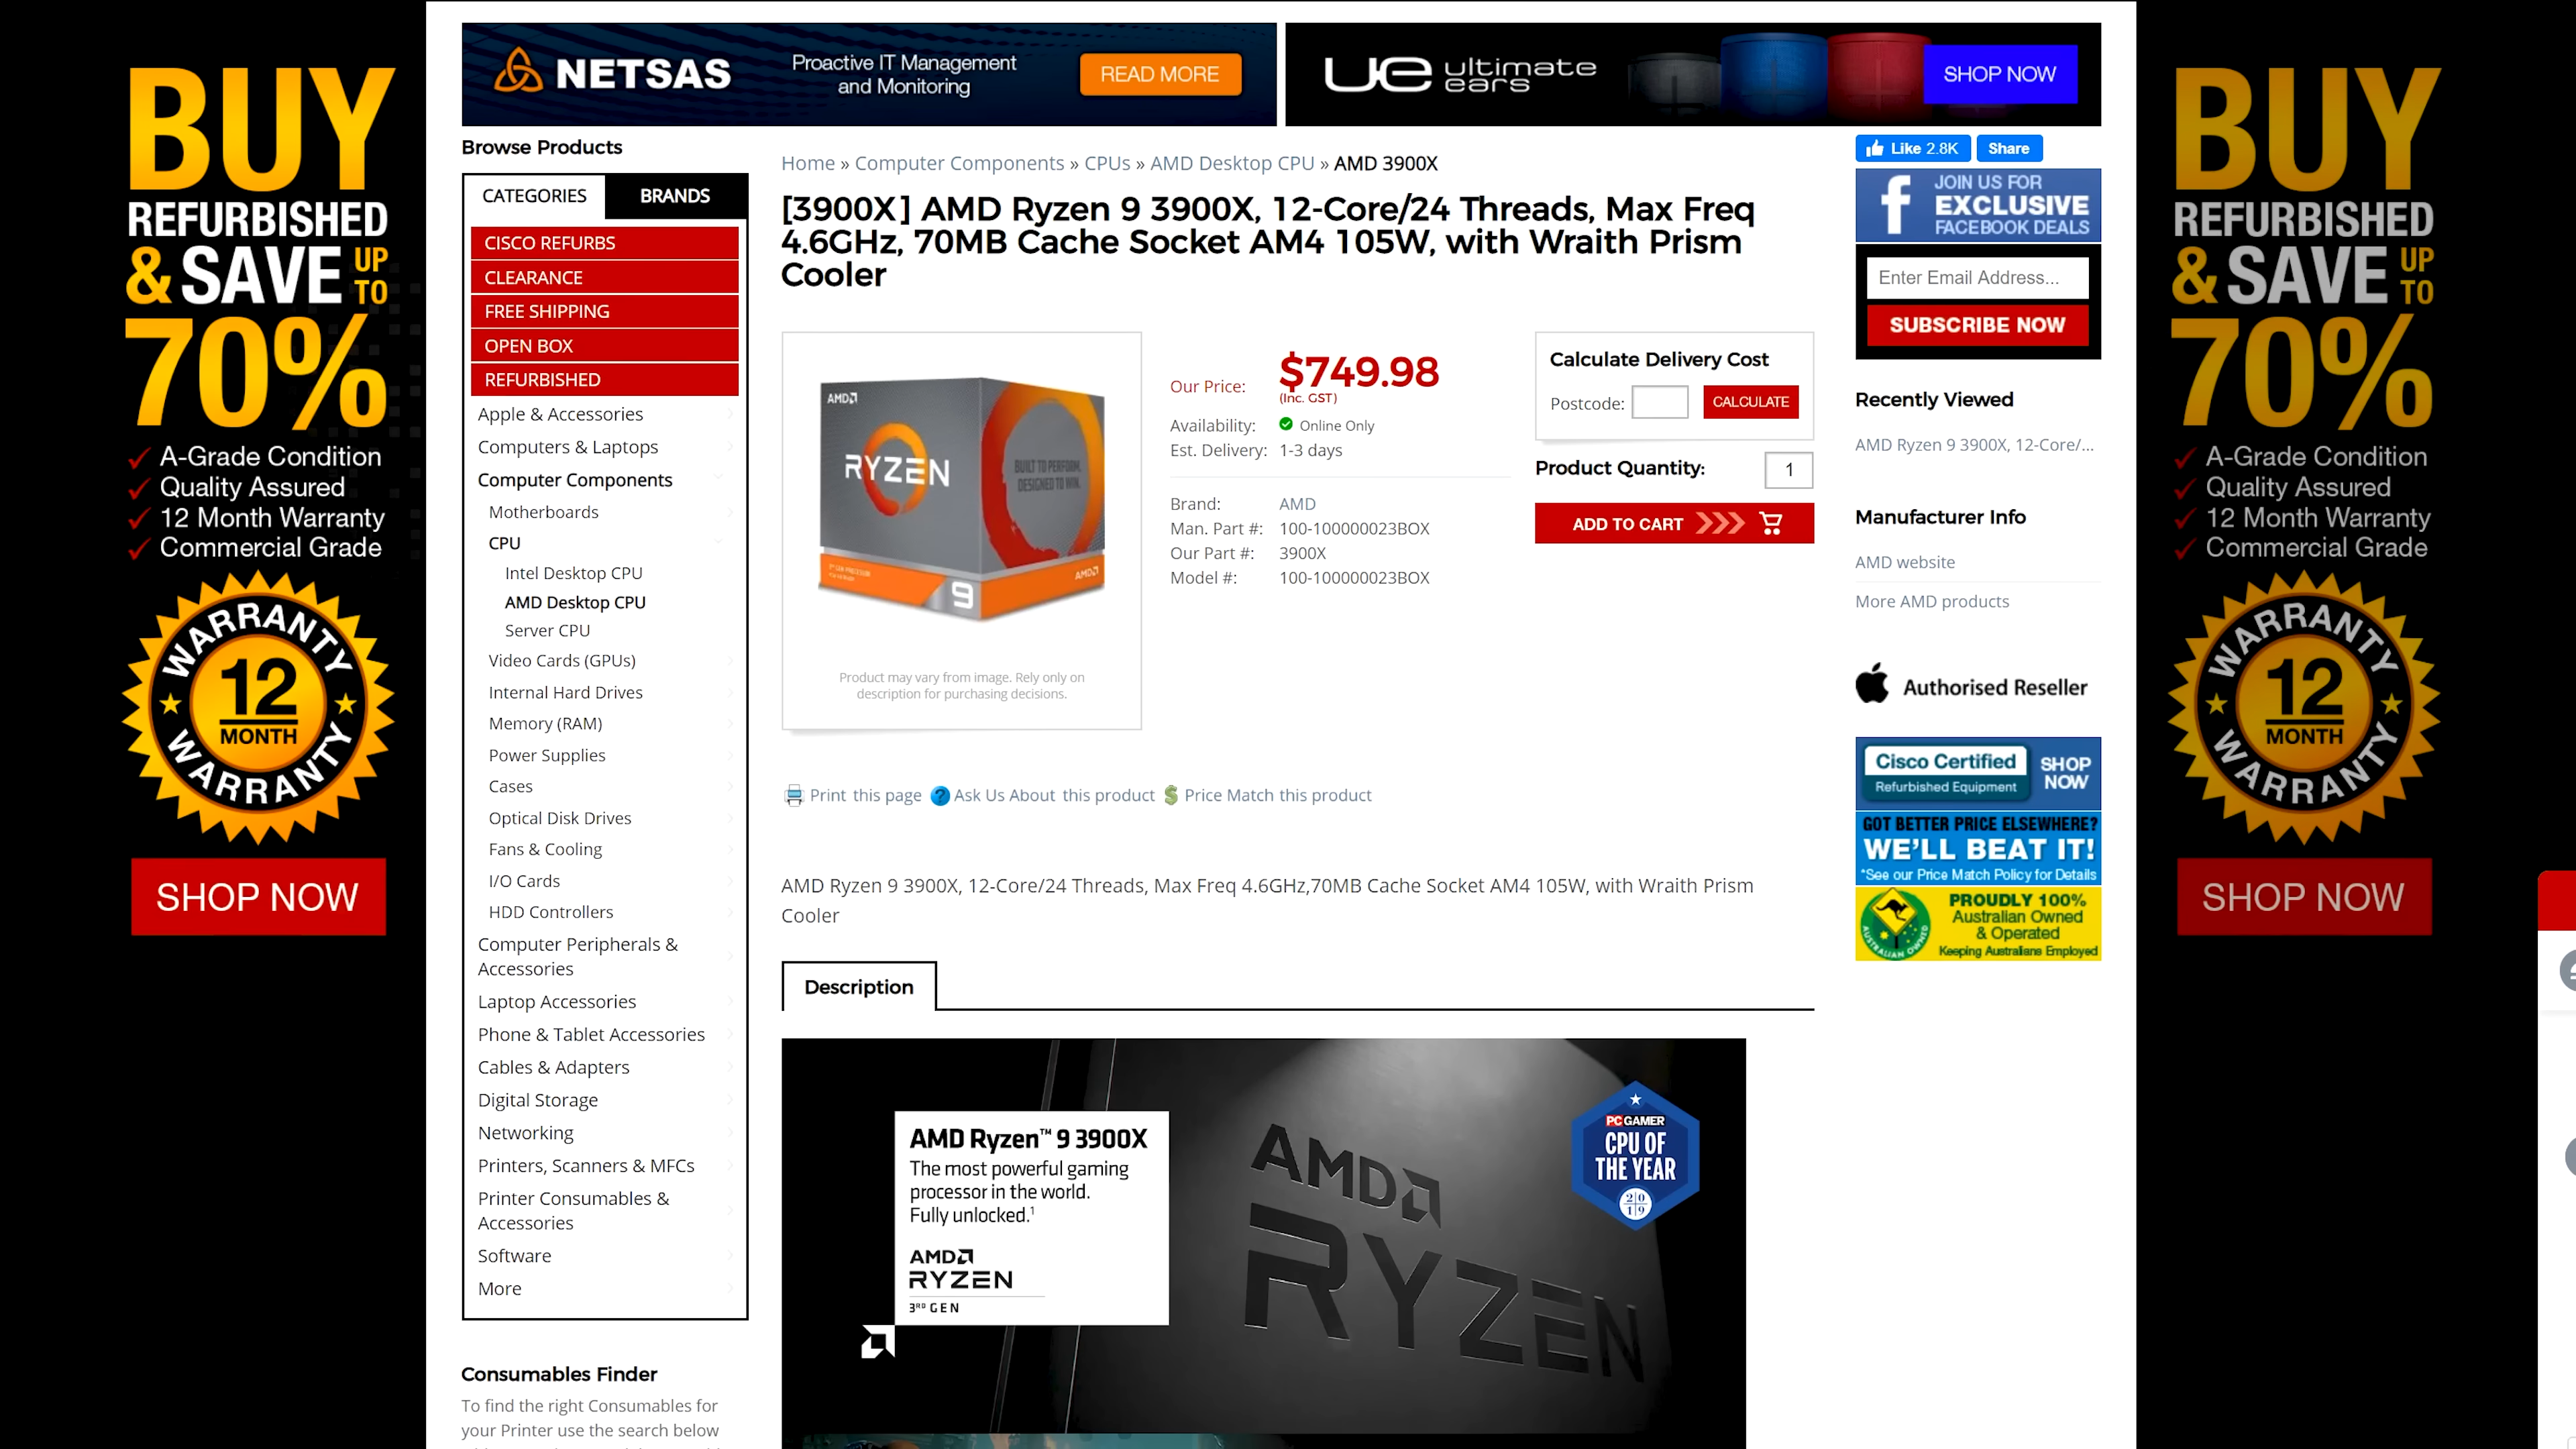 BUY
REFURBISHED
& SAVE UP TO
70%
A-Grade Condition
Quality Assured
12 Month Warranty
Commercial Grade
WARRANTY
12
MONTH
WARRANTY
SHOP NOW
NETSAS
Proactive IT Management
and Monitoring
READ MORE
ue ultimate
ears
SHOP NOW
Browse Products
CATEGORIES
BRANDS
CISCO REFURBS
CLEARANCE
FREE SHIPPING
OPEN BOX
REFURBISHED
Apple & Accessories
Computers & Laptops
Computer Components
Motherboards
CPU
Intel Desktop CPU
AMD Desktop CPU
Server CPU
Video Cards (GPUs)
Internal Hard Drives
Memory (RAM)
Power Supplies
Cases
Optical Disk Drives
Fans & Cooling
I/O Cards
HDD Controllers
Computer Peripherals &
Accessories
Laptop Accessories
Phone & Tablet Accessories
Cables & Adapters
Digital Storage
Networking
Printers, Scanners & MFCs
Printer Consumables &
Accessories
Software
More
Consumables Finder
To find the right Consumables for
your Printer use the search below
Home » Computer Components » CPUs » AMD Desktop CPU » AMD 3900X
[3900X] AMD Ryzen 9 3900X, 12-Core/24 Threads, Max Freq
4.6GHz, 70MB Cache Socket AM4 105W, with Wraith Prism
Cooler
AMD
RYZEN
BUILT TO PERFORM.
DESIGNED TO WIN.
AMD
9
Product may vary from image. Rely only on
description for purchasing decisions.
Our Price: $749.98
(Inc. GST)
Availability: Online Only
Est. Delivery: 1-3 days
Brand: AMD
Man. Part #: 100-100000023BOX
Our Part #: 3900X
Model #: 100-100000023BOX
Calculate Delivery Cost
Postcode: CALCULATE
Product Quantity: 1
ADD TO CART
Print this page Ask Us About this product Price Match this product
AMD Ryzen 9 3900X, 12-Core/24 Threads, Max Freq 4.6GHz,70MB Cache Socket AM4 105W, with Wraith Prism
Cooler
Description
AMD Ryzen™ 9 3900X
The most powerful gaming
processor in the world.
Fully unlocked.¹
AMD
RYZEN
3RD GEN
AMD
RYZEN
PC GAMER
CPU OF
THE YEAR
2019
Like 2.8K
Share
JOIN US FOR
EXCLUSIVE
FACEBOOK DEALS
Enter Email Address...
SUBSCRIBE NOW
Recently Viewed
AMD Ryzen 9 3900X, 12-Core/...
Manufacturer Info
AMD website
More AMD products
Authorised Reseller
Cisco Certified
Refurbished Equipment
SHOP
NOW
GOT BETTER PRICE ELSEWHERE?
WE'LL BEAT IT!
*See our Price Match Policy for Details
AUSTRALIAN OWNED
PROUDLY 100%
Australian Owned
& Operated
Keeping Australians Employed
BUY
REFURBISHED
& SAVE UP TO
70%
A-Grade Condition
Quality Assured
12 Month Warranty
Commercial Grade
WARRANTY
12
MONTH
WARRANTY
SHOP NOW